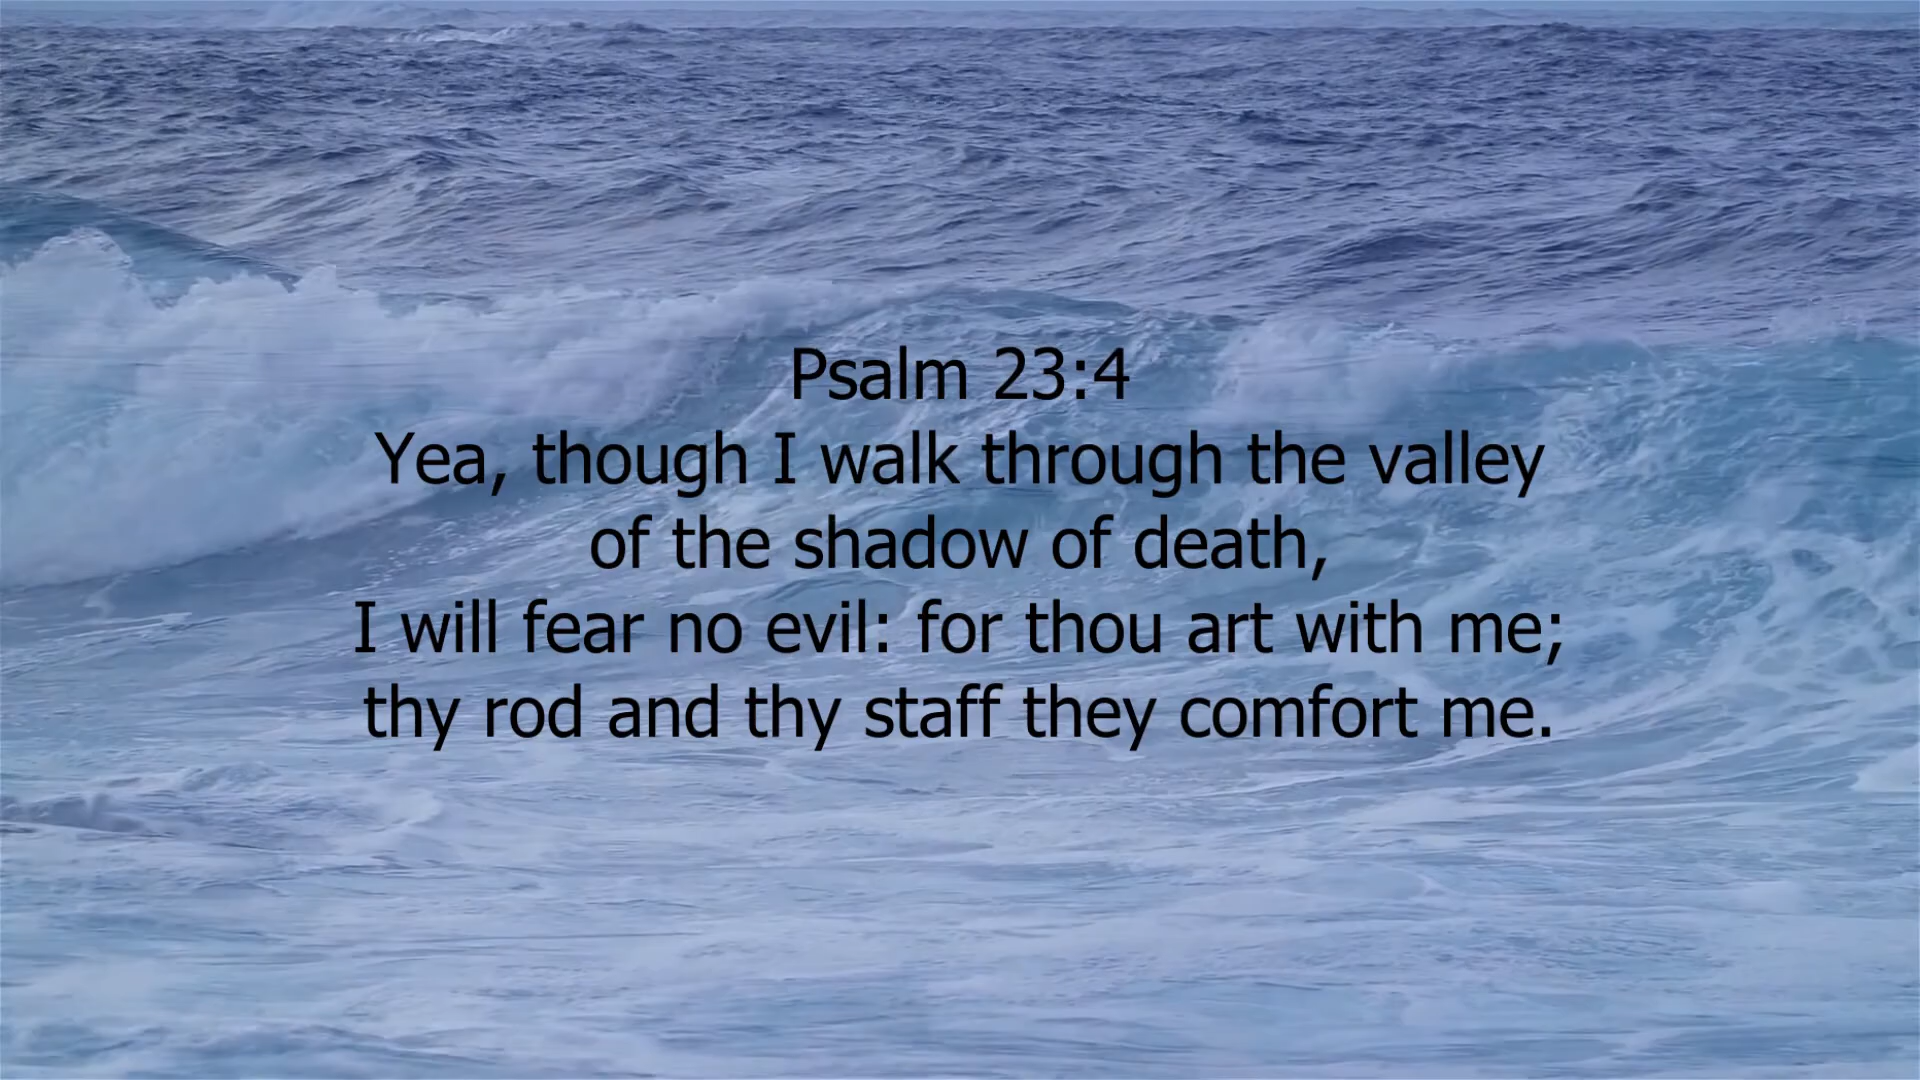 Psalm 23:4
Yea, though I walk through the valley
of the shadow of death,
I will fear no evil: for thou art with me;
thy rod and thy staff they comfort me.